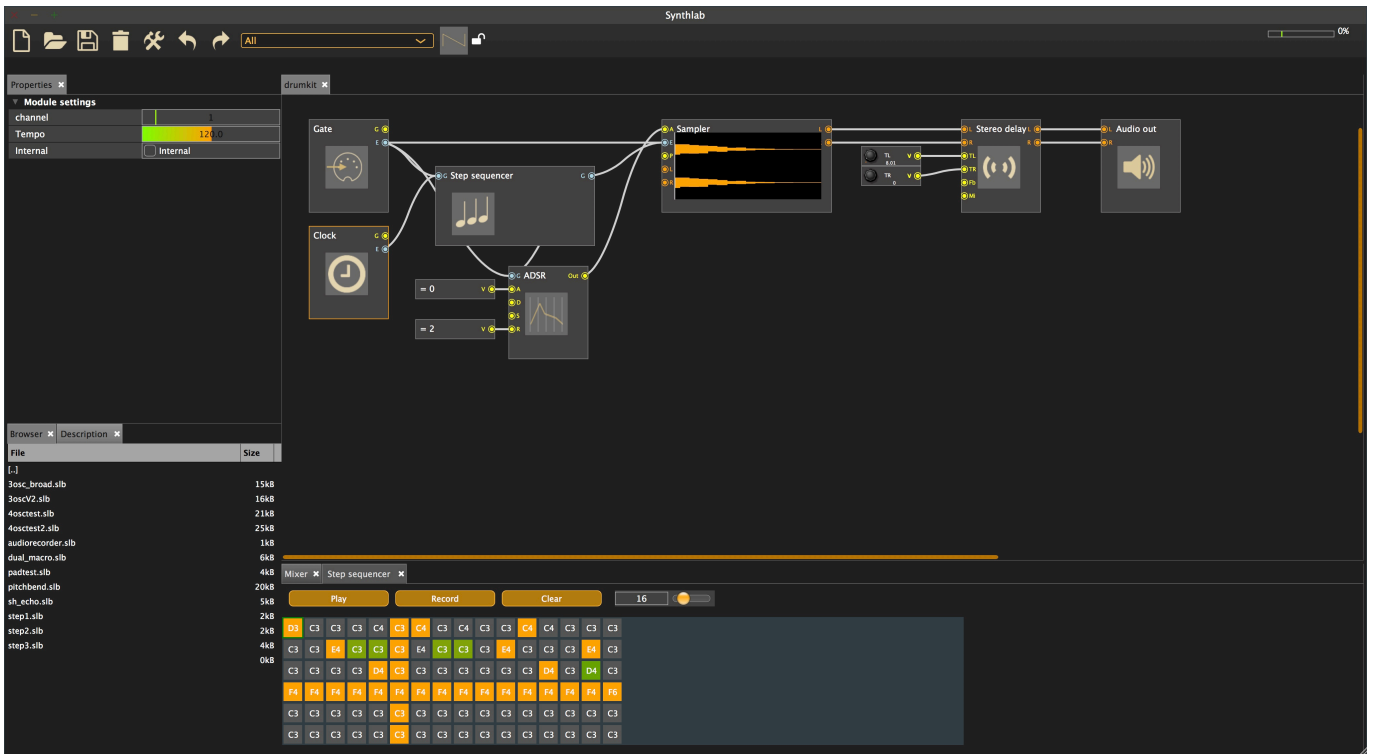 Synthlab
All
0%
Properties
Module settings
channel 1
Tempo 120.0
Internal Internal
drumkit
Gate G
E
Clock G
E
G Step sequencer G
= 0 V
= 2 V
G ADSR Out
A
D
S
R
A Sampler L
E
P
L
R
TL V
0.01
TR V
0
L Stereo delay L
R R
TL
TR
Fb
Mi
L Audio out
R
Browser Description
File Size
[..]
3osc_broad.slb 15kB
3oscV2.slb 16kB
4osctest.slb 21kB
4osctest2.slb 25kB
audiorecorder.slb 1kB
dual_macro.slb 6kB
padtest.slb 4kB
pitchbend.slb 20kB
sh_echo.slb 5kB
step1.slb 2kB
step2.slb 2kB
step3.slb 4kB
0kB
Mixer Step sequencer
Play Record Clear 16
D3 C3 C3 C3 C4 C3 C4 C3 C4 C3 C3 C4 C4 C3 C3 C3
C3 C3 E4 C3 C3 C3 E4 C3 C3 C3 E4 C3 C3 C3 E4 C3
C3 C3 C3 C3 D4 C3 C3 C3 C3 C3 C3 C3 D4 C3 D4 C3
F4 F4 F4 F4 F4 F4 F4 F4 F4 F4 F4 F4 F4 F4 F4 F6
C3 C3 C3 C3 C3 C3 C3 C3 C3 C3 C3 C3 C3 C3 C3 C3
C3 C3 C3 C3 C3 C3 C3 C3 C3 C3 C3 C3 C3 C3 C3 C3